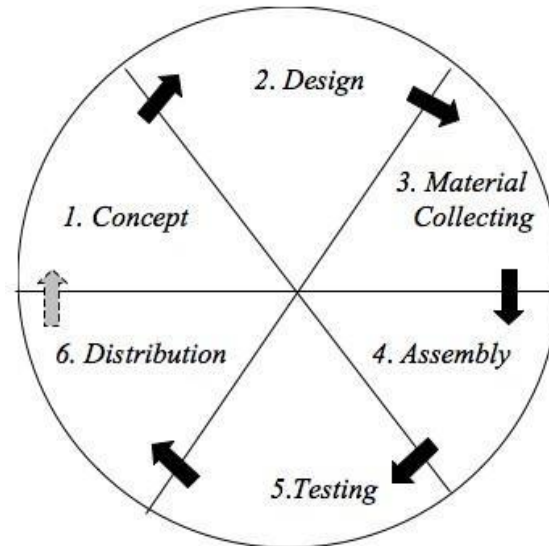 1. Concept
2. Design
3. Material
Collecting
4. Assembly
5.Testing
6. Distribution